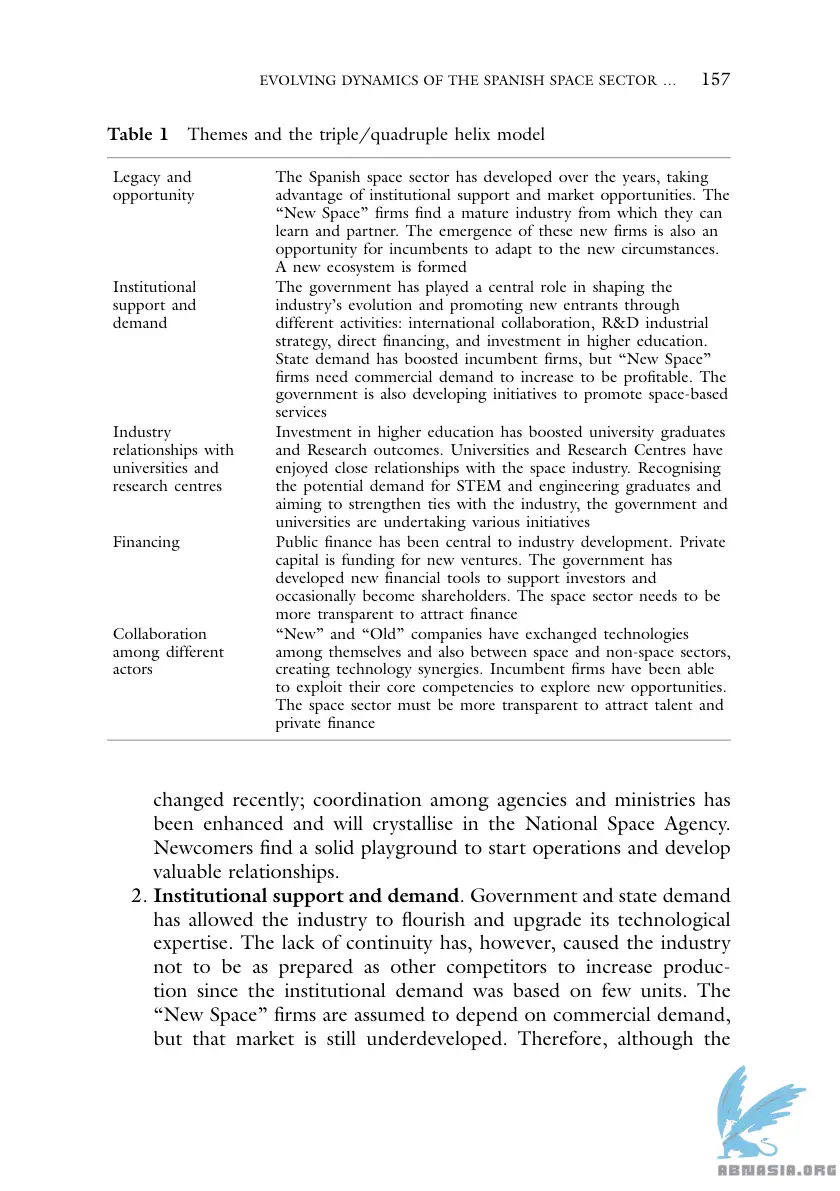 EVOLVING DYNAMICS OF THE SPANISH SPACE SECTOR … 157
Table 1 Themes and the triple/quadruple helix model
Legacy and
opportunity
The Spanish space sector has developed over the years, taking
advantage of institutional support and market opportunities. The
“New Space” firms find a mature industry from which they can
learn and partner. The emergence of these new firms is also an
opportunity for incumbents to adapt to the new circumstances.
A new ecosystem is formed
Institutional
support and
demand
The government has played a central role in shaping the
industry’s evolution and promoting new entrants through
different activities: international collaboration, R&D industrial
strategy, direct financing, and investment in higher education.
State demand has boosted incumbent firms, but “New Space”
firms need commercial demand to increase to be profitable. The
government is also developing initiatives to promote space-based
services
Industry
relationships with
universities and
research centres
Investment in higher education has boosted university graduates
and Research outcomes. Universities and Research Centres have
enjoyed close relationships with the space industry. Recognising
the potential demand for STEM and engineering graduates and
aiming to strengthen ties with the industry, the government and
universities are undertaking various initiatives
Financing
Public finance has been central to industry development. Private
capital is funding for new ventures. The government has
developed new financial tools to support investors and
occasionally become shareholders. The space sector needs to be
more transparent to attract finance
Collaboration
among different
actors
“New” and “Old” companies have exchanged technologies
among themselves and also between space and non-space sectors,
creating technology synergies. Incumbent firms have been able
to exploit their core competencies to explore new opportunities.
The space sector must be more transparent to attract talent and
private finance
changed recently; coordination among agencies and ministries has
been enhanced and will crystallise in the National Space Agency.
Newcomers find a solid playground to start operations and develop
valuable relationships.
2. Institutional support and demand. Government and state demand
has allowed the industry to flourish and upgrade its technological
expertise. The lack of continuity has, however, caused the industry
not to be as prepared as other competitors to increase produc-
tion since the institutional demand was based on few units. The
“New Space” firms are assumed to depend on commercial demand,
but that market is still underdeveloped. Therefore, although the
ABNASIA.ORG